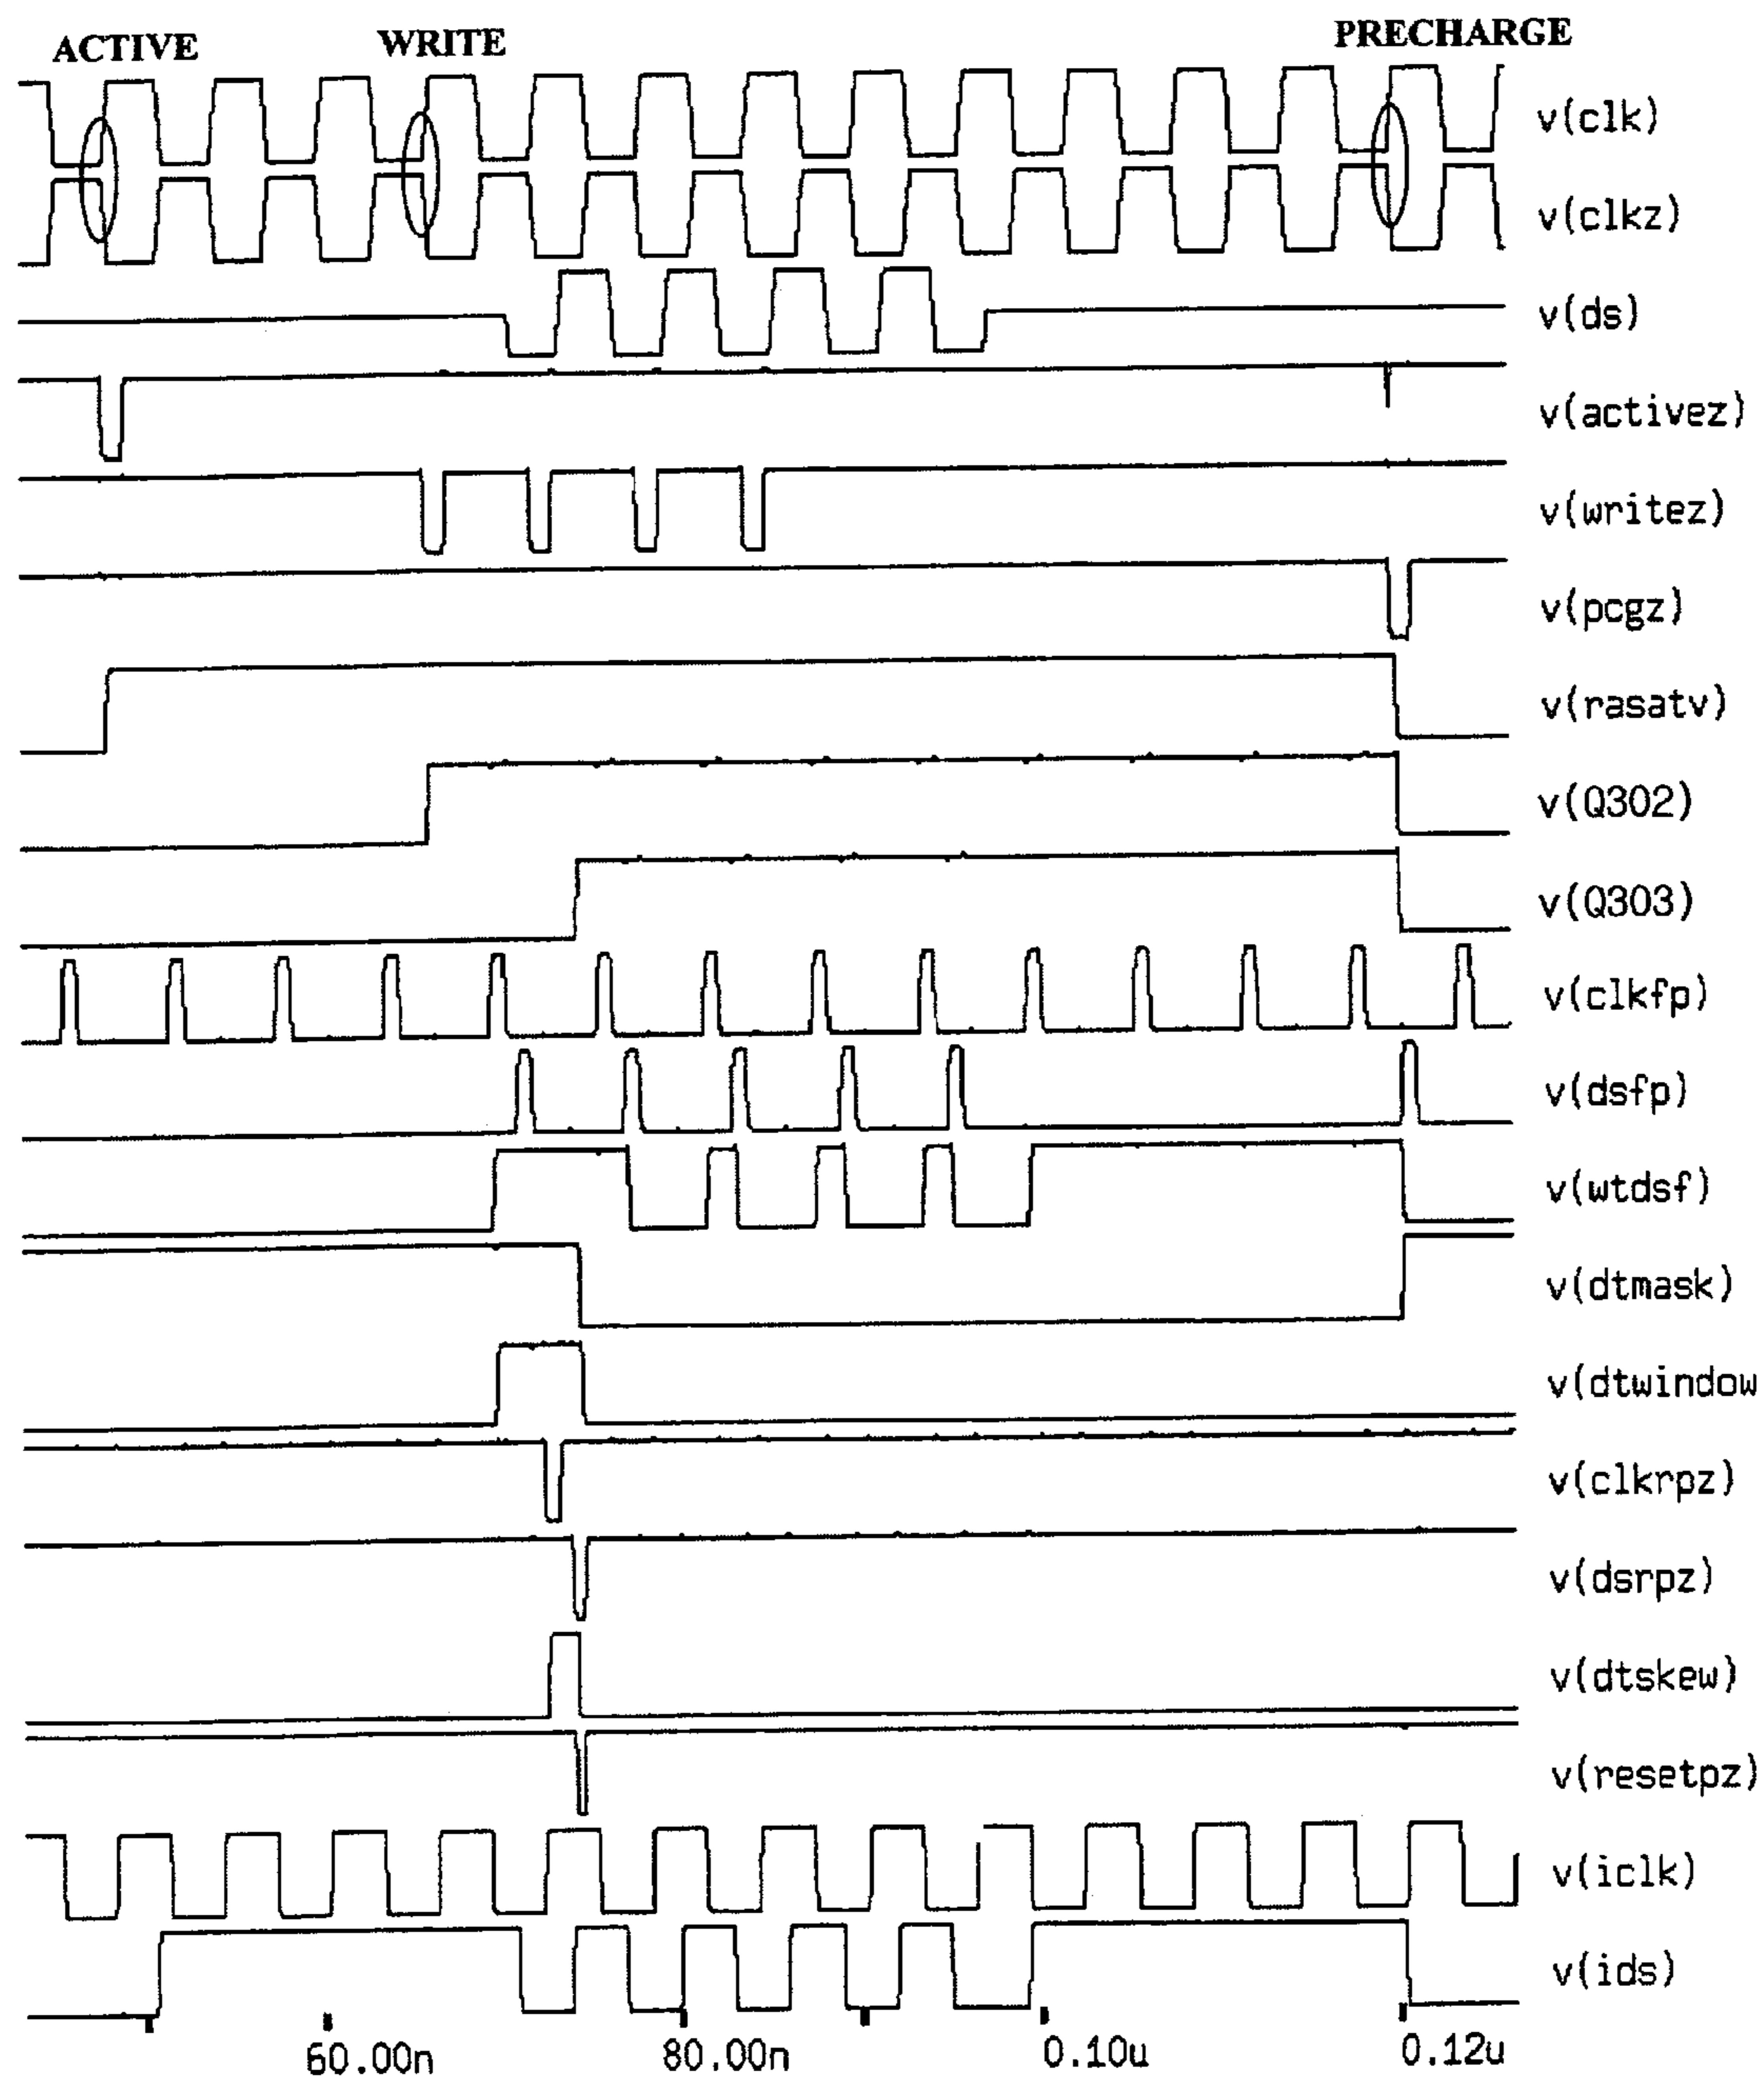 ACTIVE WRITE PRECHARGE
v(clk)
v(clkz)
v(ds)
v(activez)
v(writez)
v(pcgz)
v(rasatv)
v(Q302)
v(Q303)
v(clkfp)
v(dsfp)
v(wtdsf)
v(dtmask)
v(dtwindow
v(clkrpz)
v(dsrpz)
v(dtskew)
v(resetpz)
v(iclk)
v(ids)
60.00n 80.00n 0.10u 0.12u